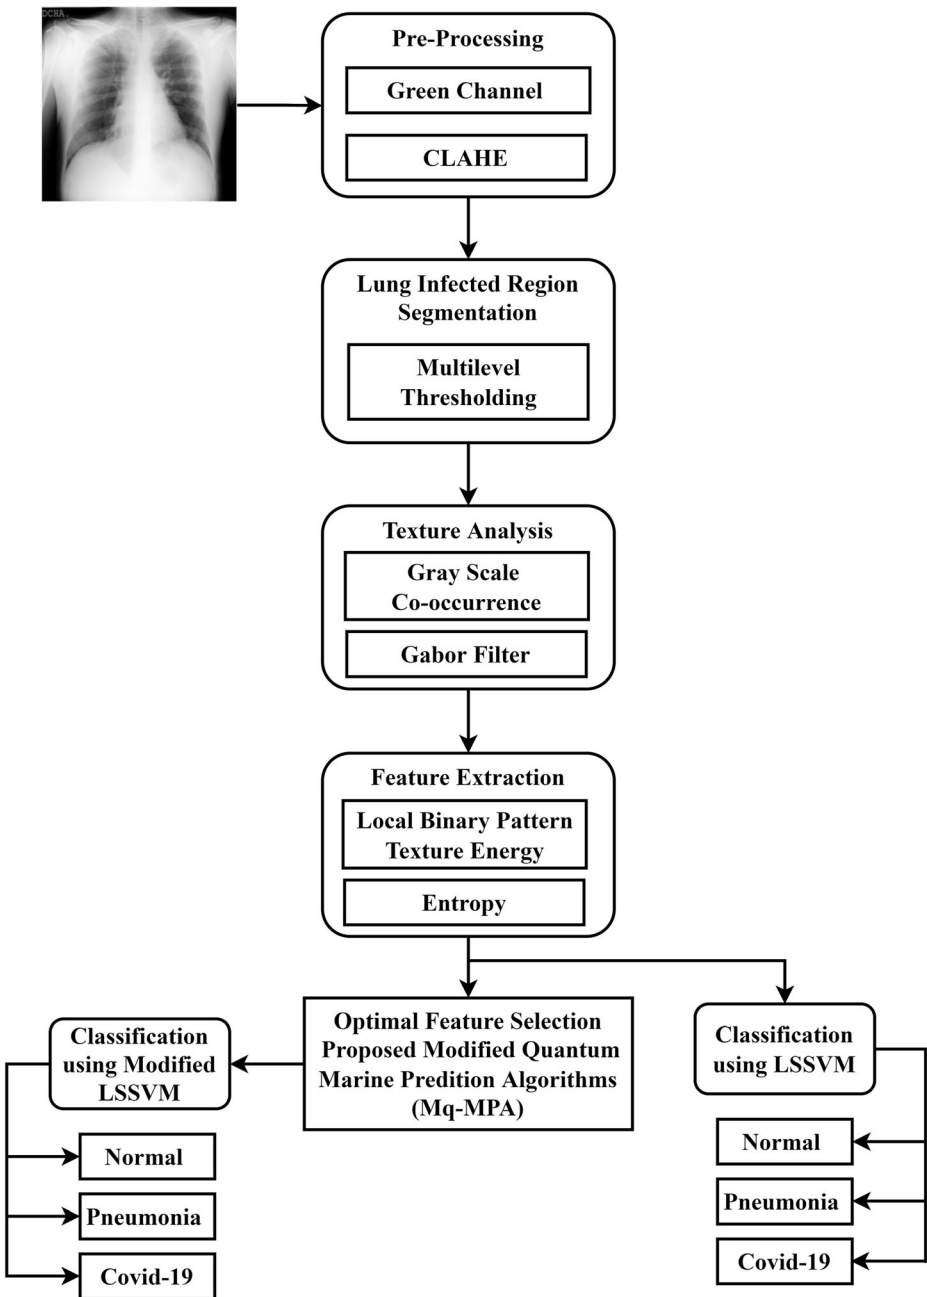 DCHA.
Pre-Processing
Green Channel
CLAHE
Lung Infected Region
Segmentation
Multilevel
Thresholding
Texture Analysis
Gray Scale
Co-occurrence
Gabor Filter
Feature Extraction
Local Binary Pattern
Texture Energy
Entropy
Classification
using Modified
LSSVM
Optimal Feature Selection
Proposed Modified Quantum
Marine Predition Algorithms
(Mq-MPA)
Classification
using LSSVM
Normal
Pneumonia
Covid-19
Normal
Pneumonia
Covid-19